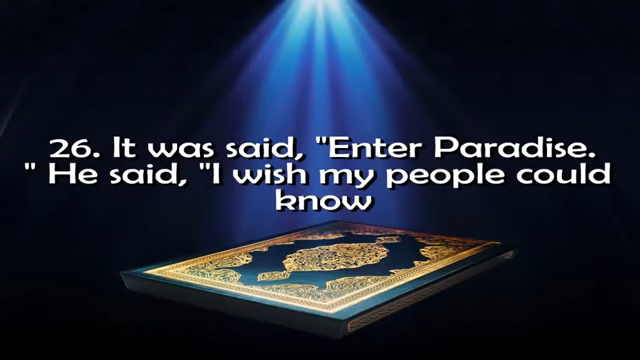 26. It was said, "Enter Paradise.
" He said, "I wish my people could
know